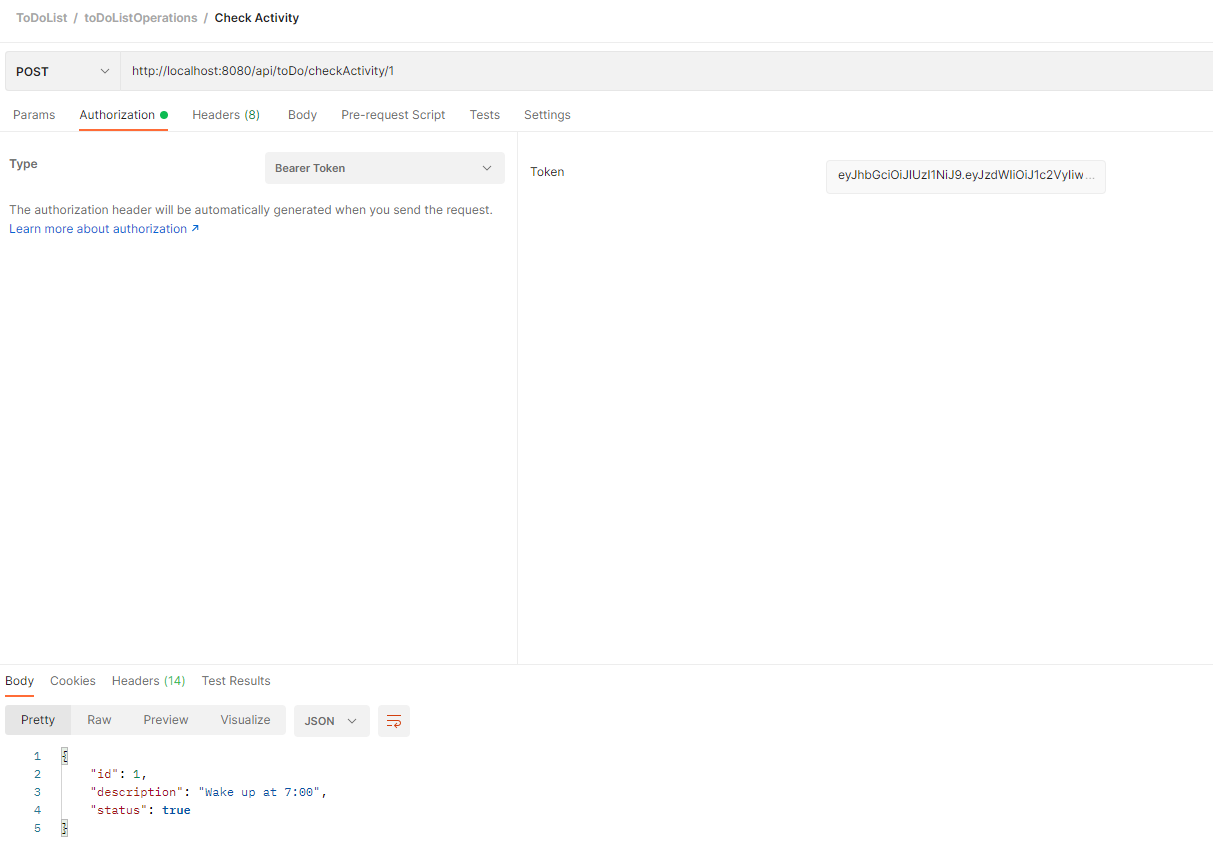 ToDoList / toDoListOperations / Check Activity
POST http://localhost:8080/api/toDo/checkActivity/1
Params Authorization Headers (8) Body Pre-request Script Tests Settings
Type Bearer Token
Token eyJhbGciOiJIUzI1NiJ9.eyJzdWIiOiJ1c2VyIiw...
The authorization header will be automatically generated when you send the request.
Learn more about authorization ↗
Body Cookies Headers (14) Test Results
Pretty Raw Preview Visualize JSON
1 {
2 "id": 1,
3 "description": "Wake up at 7:00",
4 "status": true
5 }